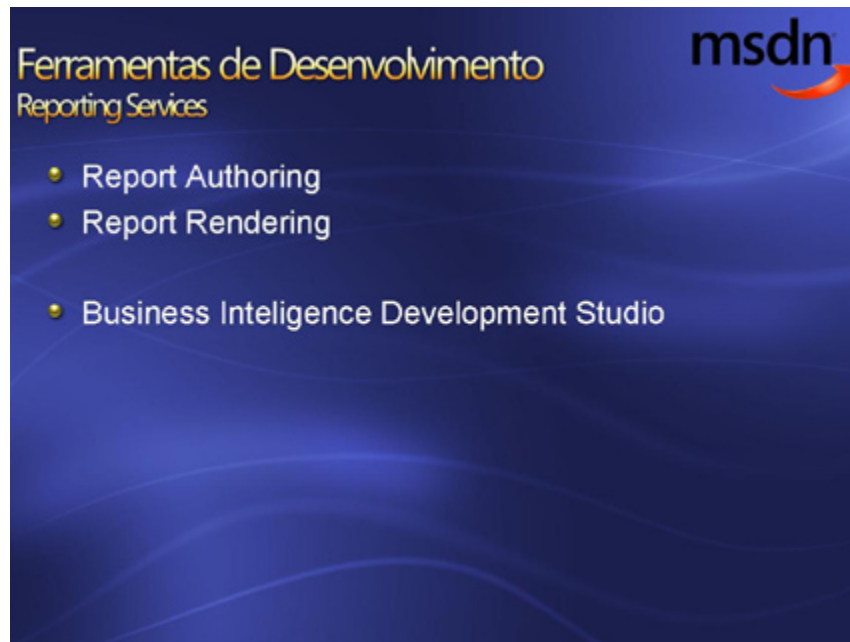 Ferramentas de Desenvolvimento
Reporting Services
msdn
Report Authoring
Report Rendering
Business Inteligence Development Studio